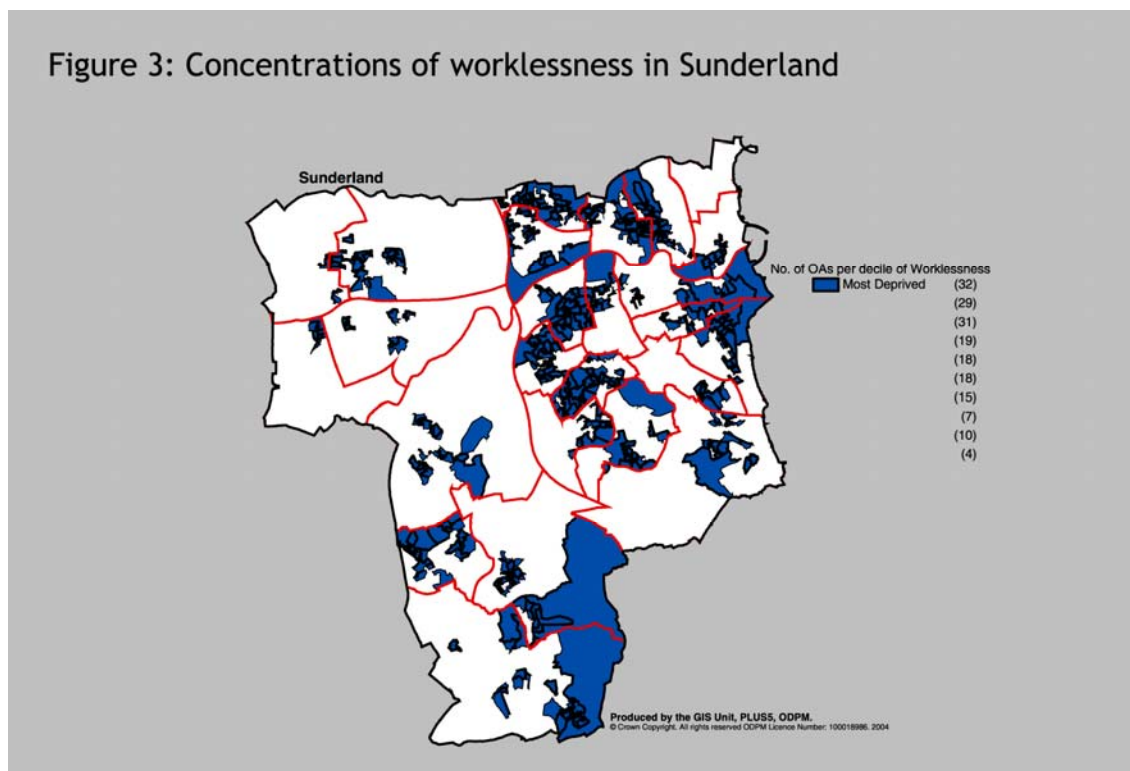 Figure 3: Concentrations of worklessness in Sunderland
Sunderland
No. of OAs per decile of Worklessness
Most Deprived (32)
(29)
(31)
(19)
(18)
(18)
(15)
(7)
(10)
(4)
Produced by the GIS Unit, PLUS5, ODPM.
© Crown Copyright. All rights reserved ODPM Licence Number: 100018986. 2004